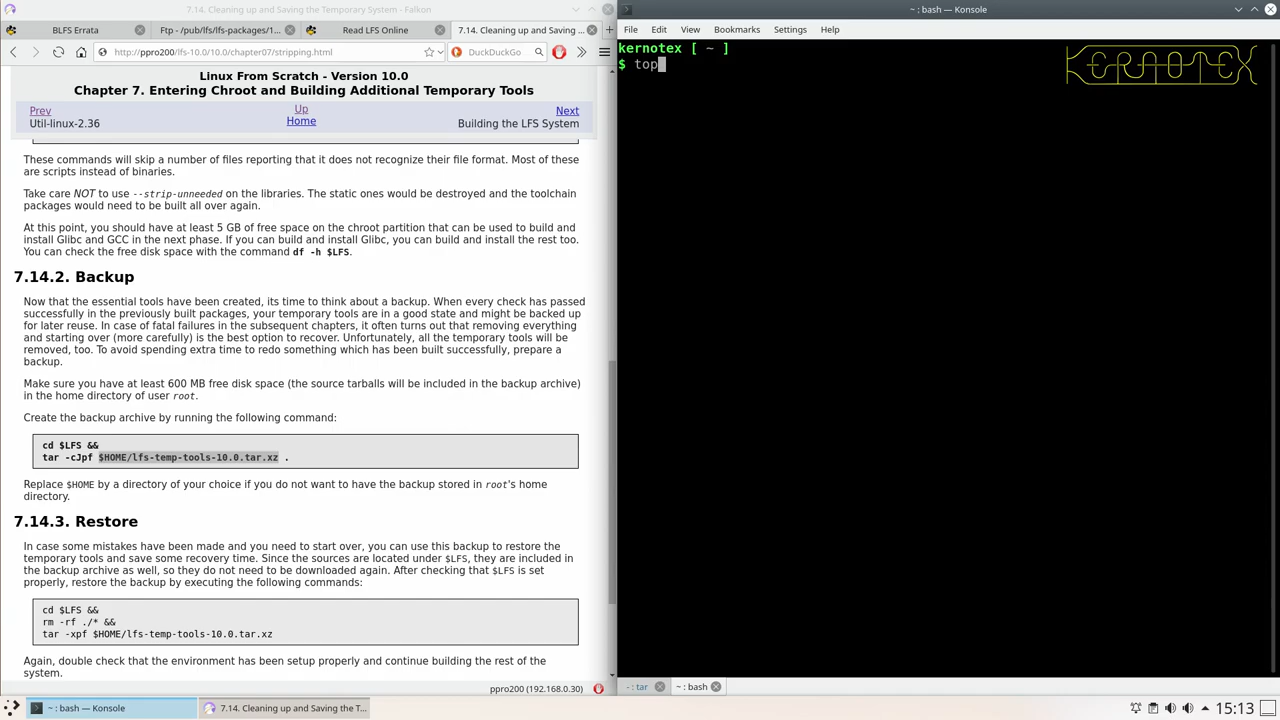 7.14. Cleaning up and Saving the Temporary System - Falkon
BLFS Errata
Ftp - /pub/lfs/lfs-packages/1...
Read LFS Online
7.14. Cleaning up and Saving ...
http://ppro200/lfs-10.0/10.0/chapter07/stripping.html
DuckDuckGo
Linux From Scratch - Version 10.0
Chapter 7. Entering Chroot and Building Additional Temporary Tools
Prev
Up
Next
Util-linux-2.36
Home
Building the LFS System
These commands will skip a number of files reporting that it does not recognize their file format. Most of these
are scripts instead of binaries.
Take care NOT to use --strip-unneeded on the libraries. The static ones would be destroyed and the toolchain
packages would need to be built all over again.
At this point, you should have at least 5 GB of free space on the chroot partition that can be used to build and
install Glibc and GCC in the next phase. If you can build and install Glibc, you can build and install the rest too.
You can check the free disk space with the command df -h $LFS.
7.14.2. Backup
Now that the essential tools have been created, its time to think about a backup. When every check has passed
successfully in the previously built packages, your temporary tools are in a good state and might be backed up
for later reuse. In case of fatal failures in the subsequent chapters, it often turns out that removing everything
and starting over (more carefully) is the best option to recover. Unfortunately, all the temporary tools will be
removed, too. To avoid spending extra time to redo something which has been built successfully, prepare a
backup.
Make sure you have at least 600 MB free disk space (the source tarballs will be included in the backup archive)
in the home directory of user root.
Create the backup archive by running the following command:
cd $LFS &&
tar -cJpf $HOME/lfs-temp-tools-10.0.tar.xz .
Replace $HOME by a directory of your choice if you do not want to have the backup stored in root's home
directory.
7.14.3. Restore
In case some mistakes have been made and you need to start over, you can use this backup to restore the
temporary tools and save some recovery time. Since the sources are located under $LFS, they are included in
the backup archive as well, so they do not need to be downloaded again. After checking that $LFS is set
properly, restore the backup by executing the following commands:
cd $LFS &&
rm -rf ./* &&
tar -xpf $HOME/lfs-temp-tools-10.0.tar.xz
Again, double check that the environment has been setup properly and continue building the rest of the
system.
ppro200 (192.168.0.30)
~ : bash — Konsole
File Edit View Bookmarks Settings Help
kernotex [ ~ ]
$ top
KERNOTEX
- : tar
~ : bash
~ : bash — Konsole
7.14. Cleaning up and Saving the T...
15:13